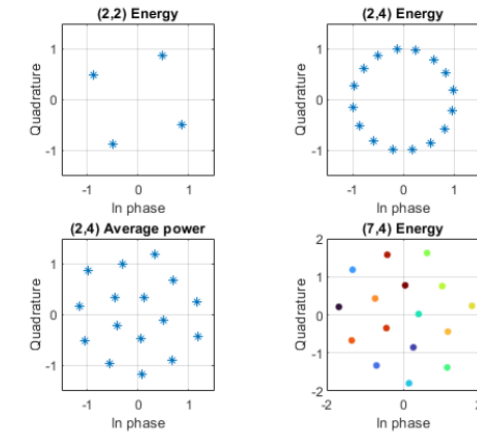 (2,2) Energy
1
0
-1
Quadrature
-1 0 1
In phase
(2,4) Energy
1
0
-1
Quadrature
-1 0 1
In phase
(2,4) Average power
1
0
-1
Quadrature
-1 0 1
In phase
(7,4) Energy
2
1
0
-1
-2
Quadrature
-2 0 2
In phase